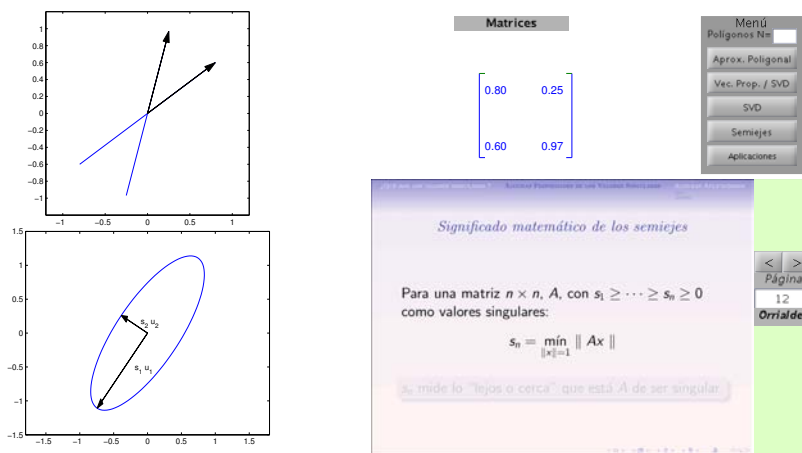 1
0.8
0.6
0.4
0.2
0
−0.2
−0.4
−0.6
−0.8
−1
−1 −0.5 0 0.5 1
1.5
1
0.5
0
−0.5
−1
−1.5
s2 u2
s1 u1
−1.5 −1 −0.5 0 0.5 1 1.5
Matrices
0.80 0.25
0.60 0.97
Menú
Polígonos N=
Aprox. Poligonal
Vec. Prop. / SVD
SVD
Semiejes
Aplicaciones
Significado matemático de los semiejes
Para una matriz n × n, A, con s1 ≥ · · · ≥ sn ≥ 0
como valores singulares:
sn = mín ‖x‖=1 ‖ Ax ‖
sn mide lo "lejos o cerca" que está A de ser singular
< >
Página
12
Orrialde